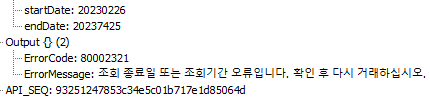 startDate: 20230226
endDate: 20237425
Output {} (2)
ErrorCode: 80002321
ErrorMessage: 조회 종료일 또는 조회기간 오류입니다. 확인 후 다시 거래하십시오.
API_SEQ: 93251247853c34e5c01b717e1d85064d